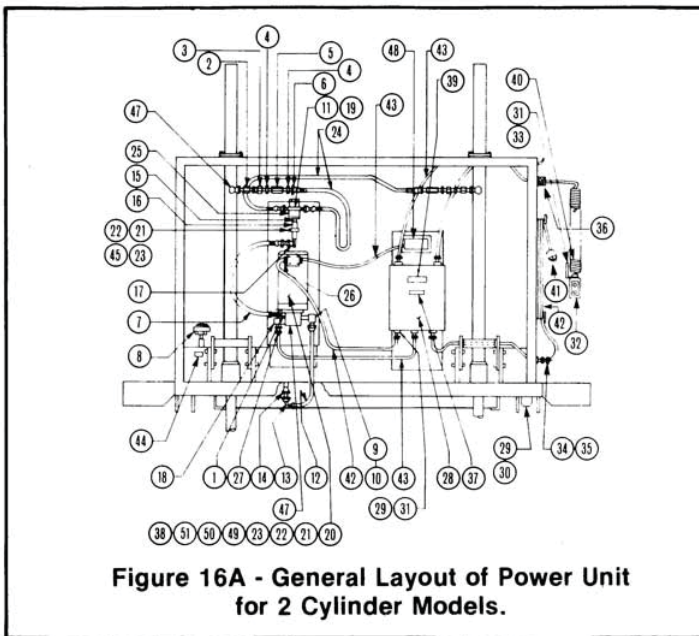 4
3 5 48 43
2 4 39
6
47 11 19 43 40
25 24 31
15 33
16
22 21 36
45 23
17 26 41
7 42
8 32
44 9 29 34 35
18 1 27 14 13 12 42 10 43 28 37 30
47 29 31
38 51 50 49 23 22 21 20
Figure 16A - General Layout of Power Unit
for 2 Cylinder Models.